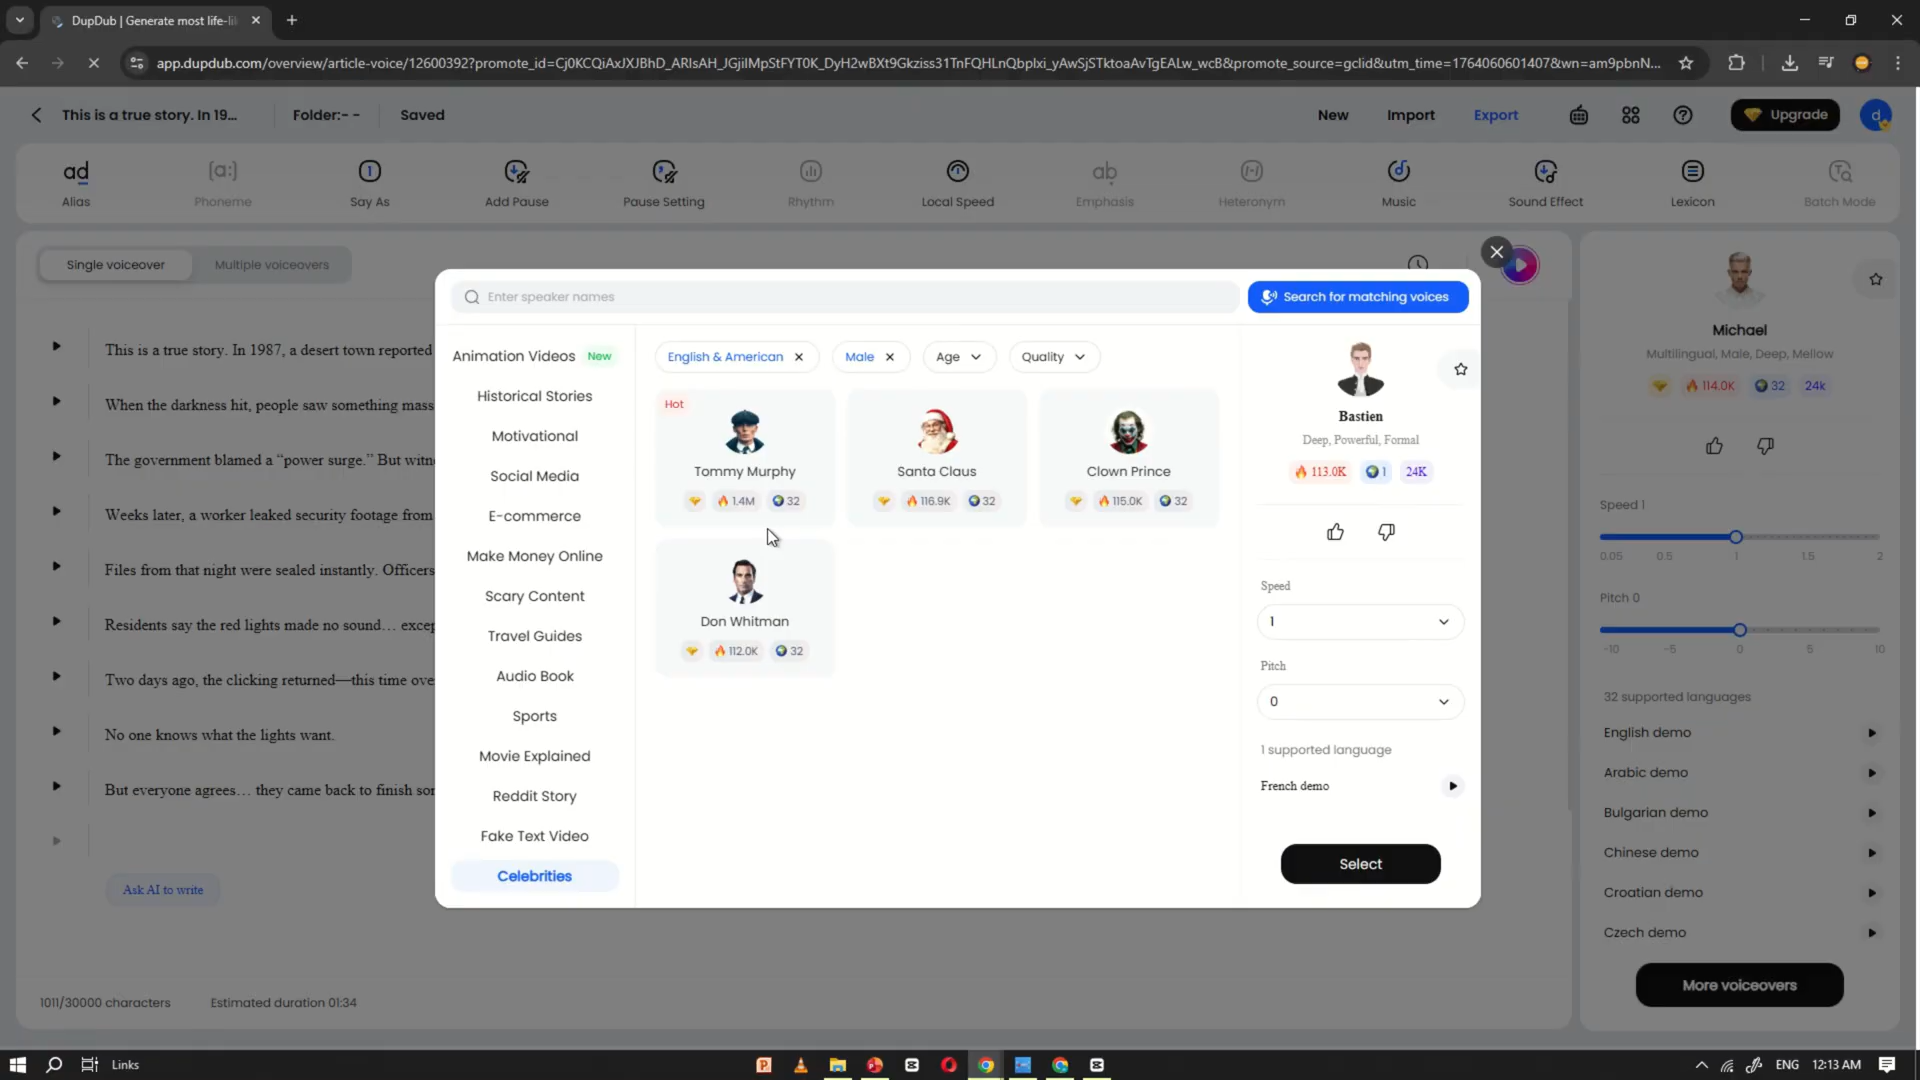 DupDub | Generate most life-li
app.dupdub.com/overview/article-voice/12600392?promote_id=Cj0KCQiAxJXJBhD_ARIsAH_JGjilMpStFYT0K_DyH2wBXt9Gkziss31TnFQHLnQbplxi_yAwSjSTktoaAvTgEALw_wcB&promote_source=gclid&utm_time=1764060601407&wn=am9pbnN...
This is a true story. In 19...
Folder:- -
Saved
New
Import
Export
Upgrade
d
ad
[a:]
1
ab
Alias
Phoneme
Say As
Add Pause
Pause Setting
Rhythm
Local Speed
Emphasis
Heteronym
Music
Sound Effect
Lexicon
Batch Mode
Single voiceover
Multiple voiceovers
This is a true story. In 1987, a desert town reported
When the darkness hit, people saw something mass
The government blamed a “power surge.” But witn
Weeks later, a worker leaked security footage from
Files from that night were sealed instantly. Officers
Residents say the red lights made no sound… excep
Two days ago, the clicking returned—this time ove
No one knows what the lights want.
But everyone agrees… they came back to finish sor
Ask AI to write
1011/30000 characters
Estimated duration 01:34
Enter speaker names
Search for matching voices
Animation Videos New
Historical Stories
Motivational
Social Media
E-commerce
Make Money Online
Scary Content
Travel Guides
Audio Book
Sports
Movie Explained
Reddit Story
Fake Text Video
Celebrities
English & American
Male
Age
Quality
Hot
Tommy Murphy
1.4M
32
Santa Claus
116.9K
32
Clown Prince
115.0K
32
Don Whitman
112.0K
32
Bastien
Deep, Powerful, Formal
113.0K
1
24K
Speed
1
Pitch
0
1 supported language
French demo
Select
Michael
Multilingual, Male, Deep, Mellow
114.0K
32
24k
Speed 1
0.05 0.5 1 1.5 2
Pitch 0
-10 -5 0 5 10
32 supported languages
English demo
Arabic demo
Bulgarian demo
Chinese demo
Croatian demo
Czech demo
More voiceovers
Links
ENG
12:13 AM